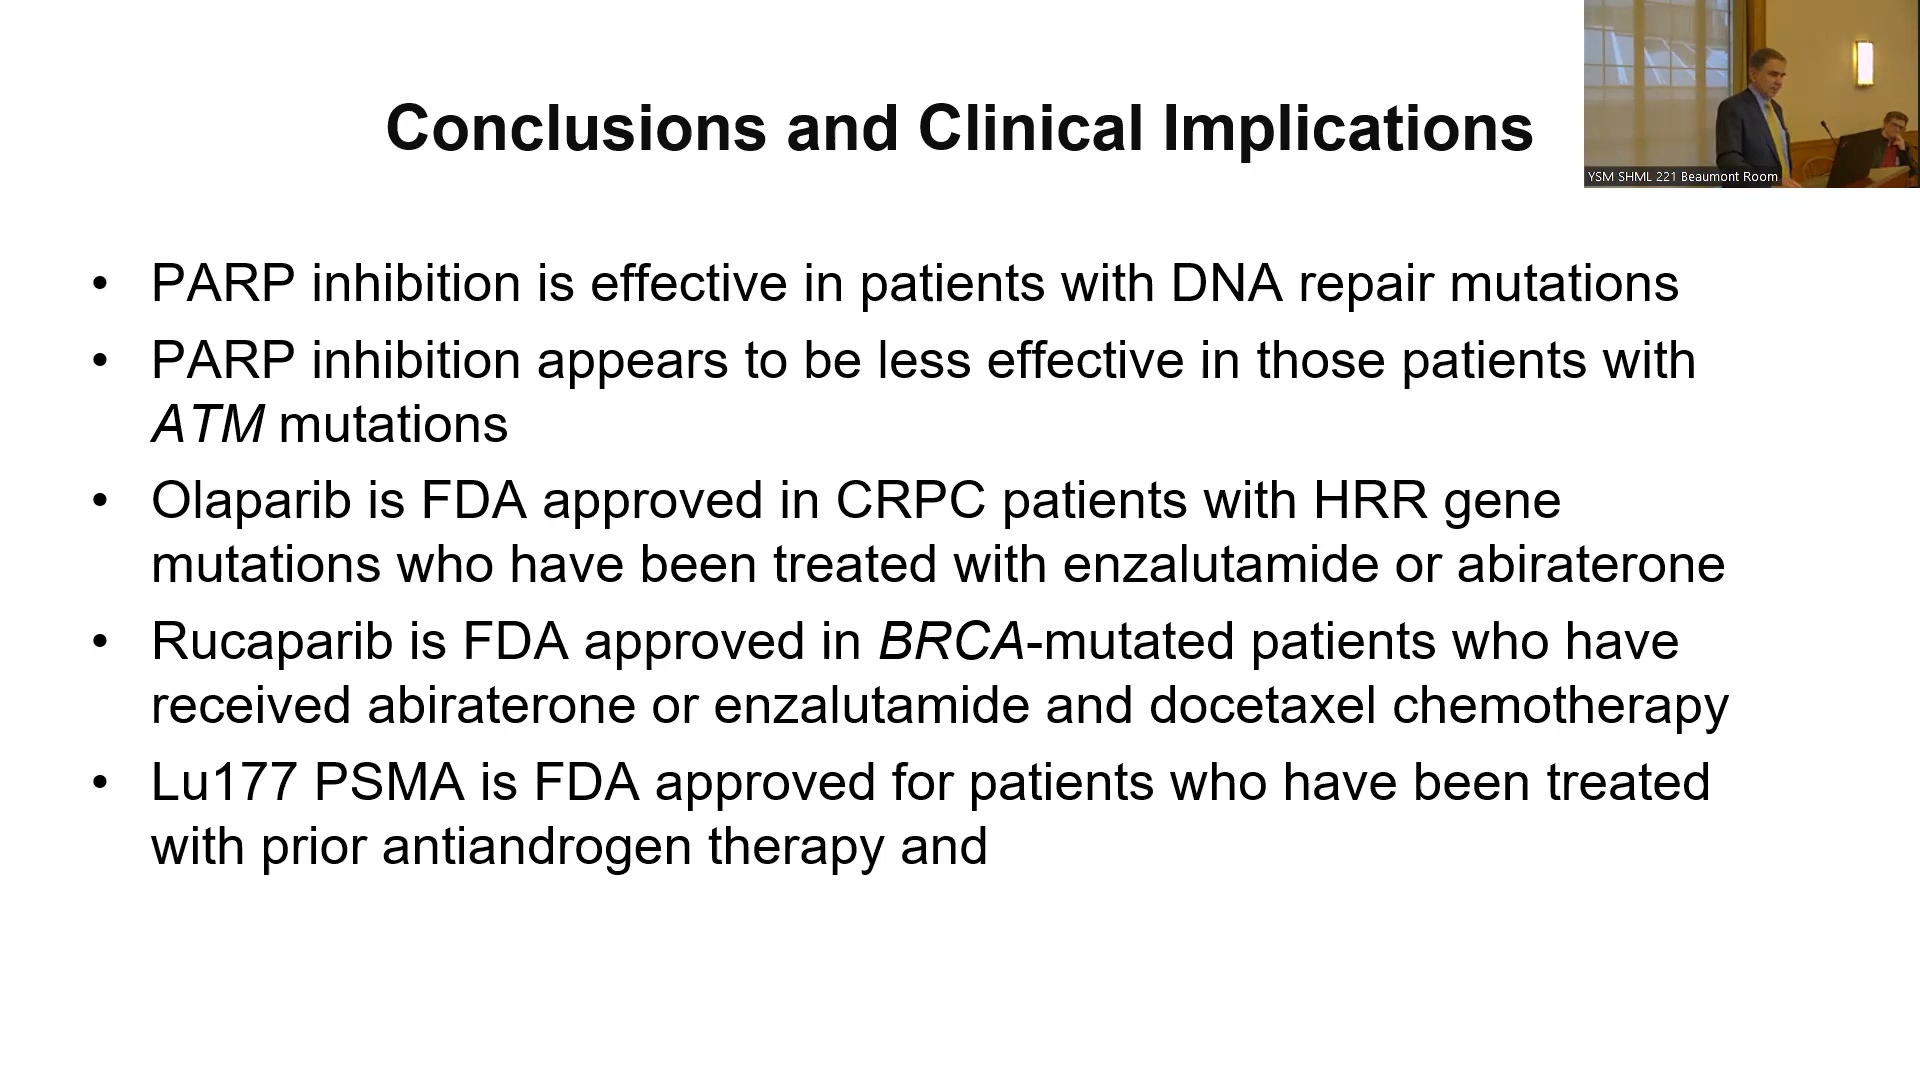 Conclusions and Clinical Implications
YSM SHML 221 Beaumont Room
• PARP inhibition is effective in patients with DNA repair mutations
• PARP inhibition appears to be less effective in those patients with
ATM mutations
• Olaparib is FDA approved in CRPC patients with HRR gene
mutations who have been treated with enzalutamide or abiraterone
• Rucaparib is FDA approved in BRCA-mutated patients who have
received abiraterone or enzalutamide and docetaxel chemotherapy
• Lu177 PSMA is FDA approved for patients who have been treated
with prior antiandrogen therapy and